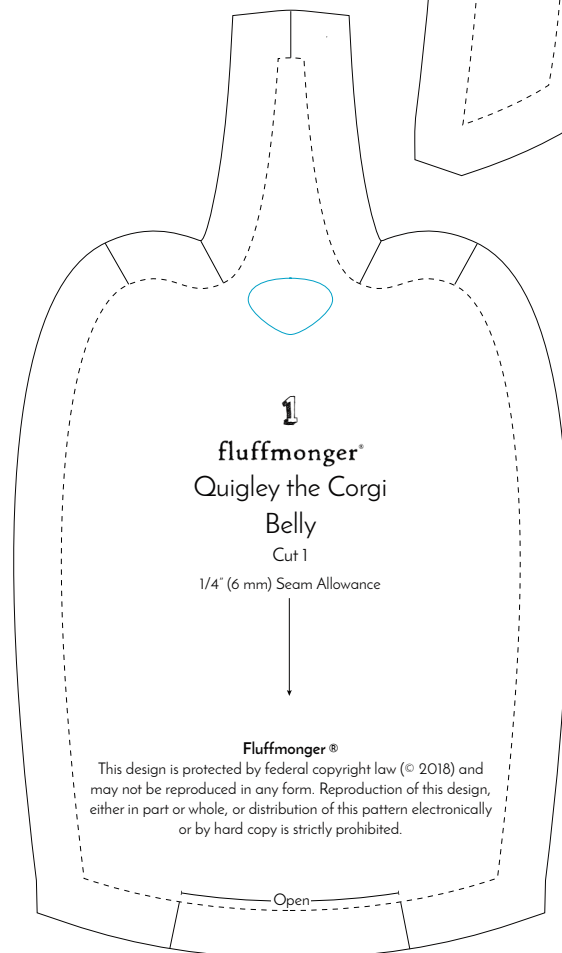 1
fluffmonger®
Quigley the Corgi
Belly
Cut 1
1/4" (6 mm) Seam Allowance
Fluffmonger ®
This design is protected by federal copyright law (© 2018) and
may not be reproduced in any form. Reproduction of this design,
either in part or whole, or distribution of this pattern electronically
or by hard copy is strictly prohibited.
Open